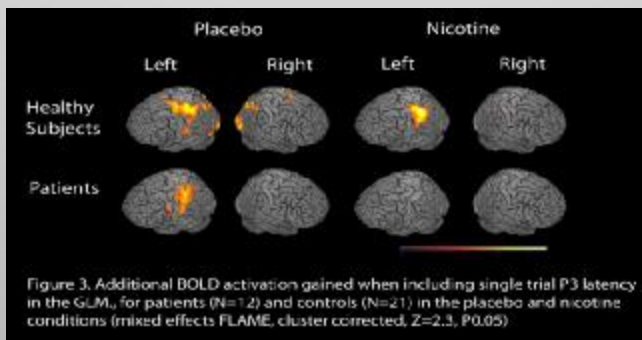 Placebo Nicotine
Left Right Left Right
Healthy
Subjects
Patients
Figure 3. Additional BOLD activation gained when including single trial P3 latency
in the GLM., for patients (N=12) and controls (N=21) in the placebo and nicotine
conditions (mixed effects FLAME, cluster corrected, Z=2.3, P0.05)